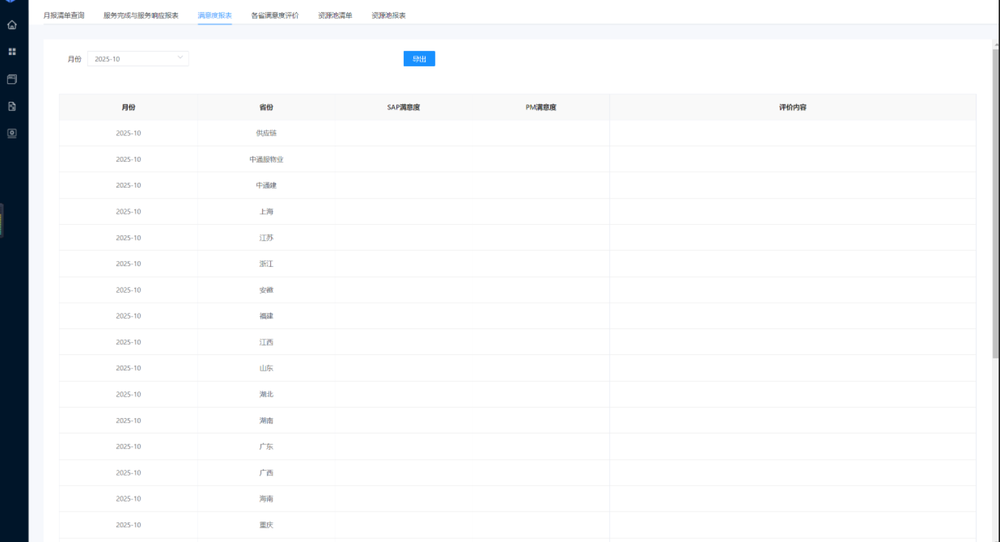 月报清单查询 服务完成与服务响应报表 满意度报表 各省满意度评价 资源池清单 资源池报表
月份 2025-10 导出
月份 省份 SAP满意度 PM满意度 评价内容
2025-10 供应链
2025-10 中通服物业
2025-10 中通建
2025-10 上海
2025-10 江苏
2025-10 浙江
2025-10 安徽
2025-10 福建
2025-10 江西
2025-10 山东
2025-10 湖北
2025-10 湖南
2025-10 广东
2025-10 广西
2025-10 海南
2025-10 重庆